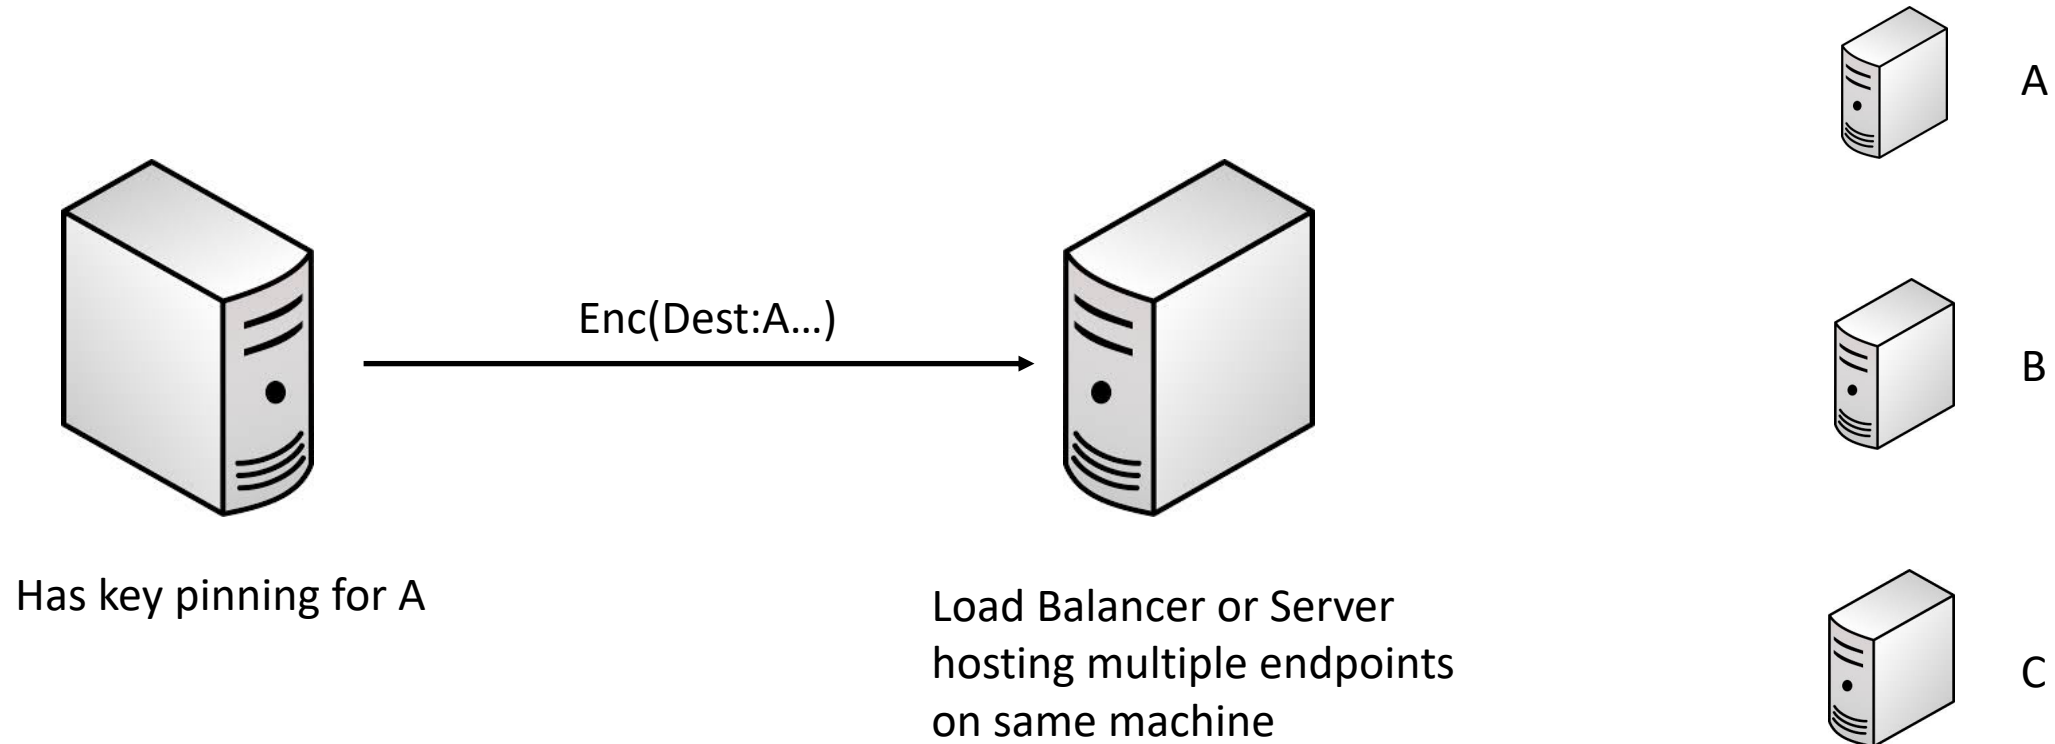 A
Enc(Dest:A…)
B
Has key pinning for A
Load Balancer or Server
hosting multiple endpoints
on same machine
C